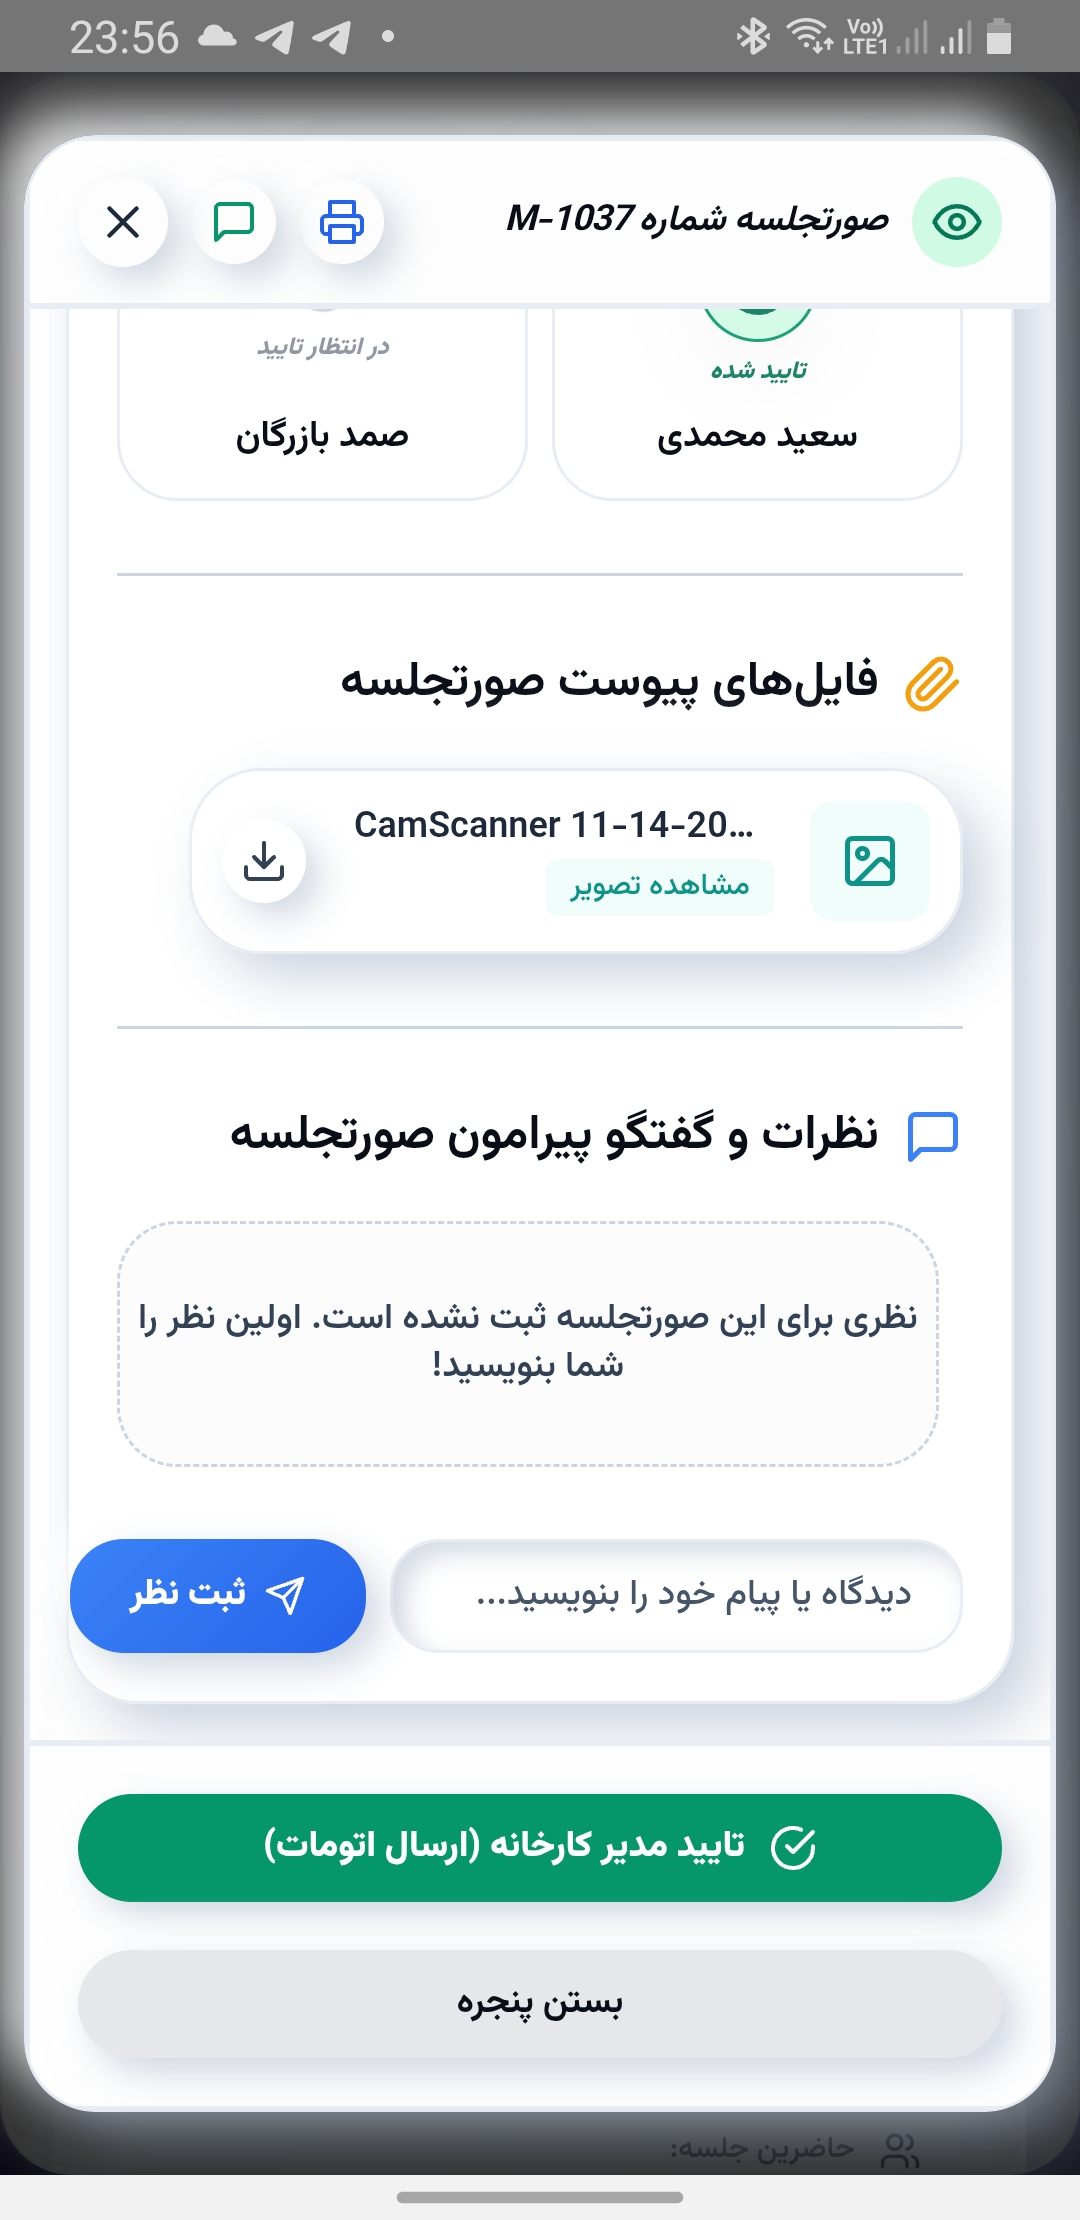 23:56
Vo))
LTE1
صورتجلسه شماره M-1037
تایید شده
در انتظار تایید
سعید محمدی
صمد بازرگان
فایل‌های پیوست صورتجلسه
CamScanner 11-14-20...
مشاهده تصویر
نظرات و گفتگو پیرامون صورتجلسه
نظری برای این صورتجلسه ثبت نشده است. اولین نظر را
شما بنویسید!
دیدگاه یا پیام خود را بنویسید...
ثبت نظر
تایید مدیر کارخانه (ارسال اتومات)
بستن پنجره
حاضرین جلسه: